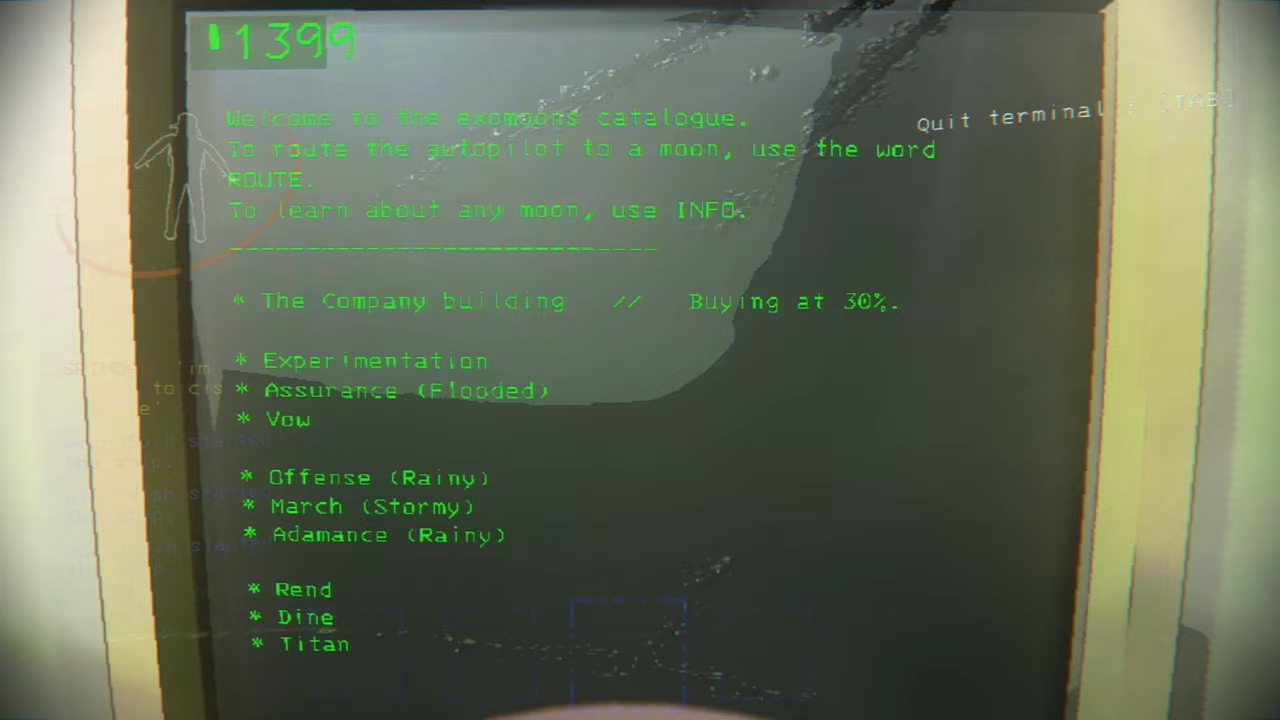 1399
Quit terminal : [TAB]
Welcome to the exomoons catalogue.
To route the autopilot to a moon, use the word
ROUTE.
To learn about any moon, use INFO.
----------------------------
* The Company building // Buying at 30%.
* Experimentation
* Assurance (Flooded)
* Vow
* Offense (Rainy)
* March (Stormy)
* Adamance (Rainy)
* Rend
* Dine
* Titan